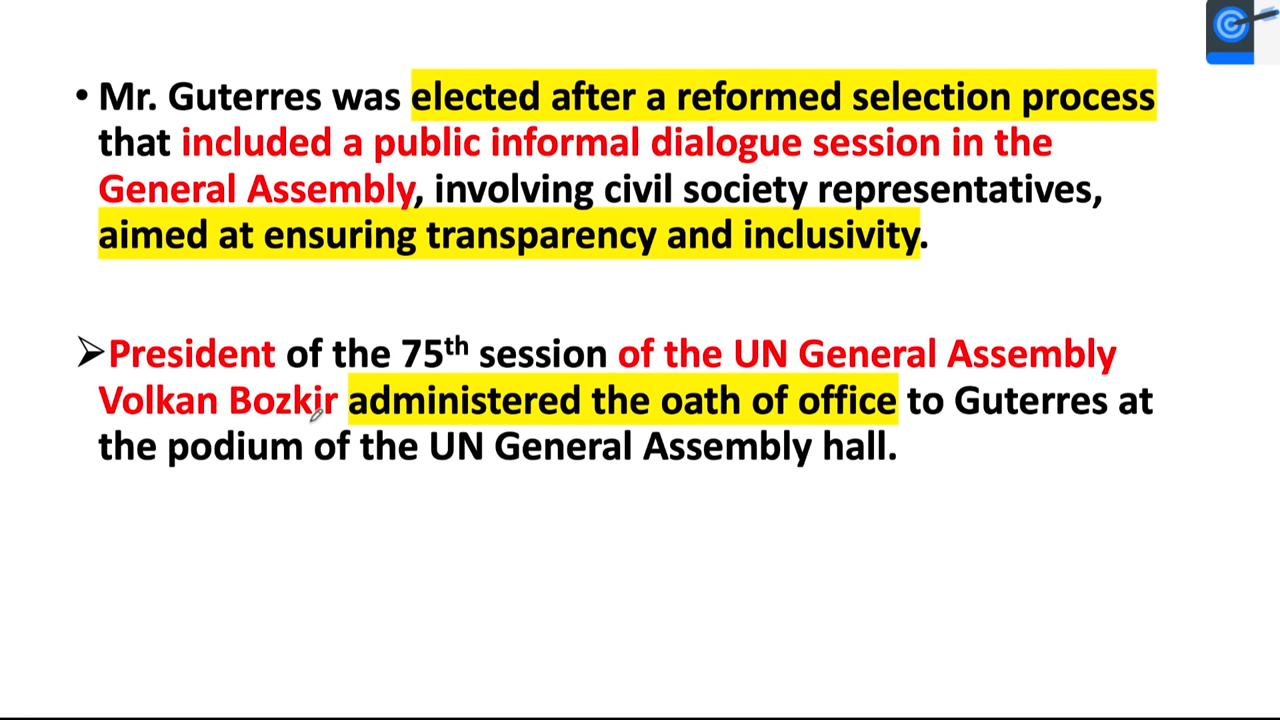 • Mr. Guterres was elected after a reformed selection process
that included a public informal dialogue session in the
General Assembly, involving civil society representatives,
aimed at ensuring transparency and inclusivity.
➢President of the 75th session of the UN General Assembly
Volkan Bozkir administered the oath of office to Guterres at
the podium of the UN General Assembly hall.